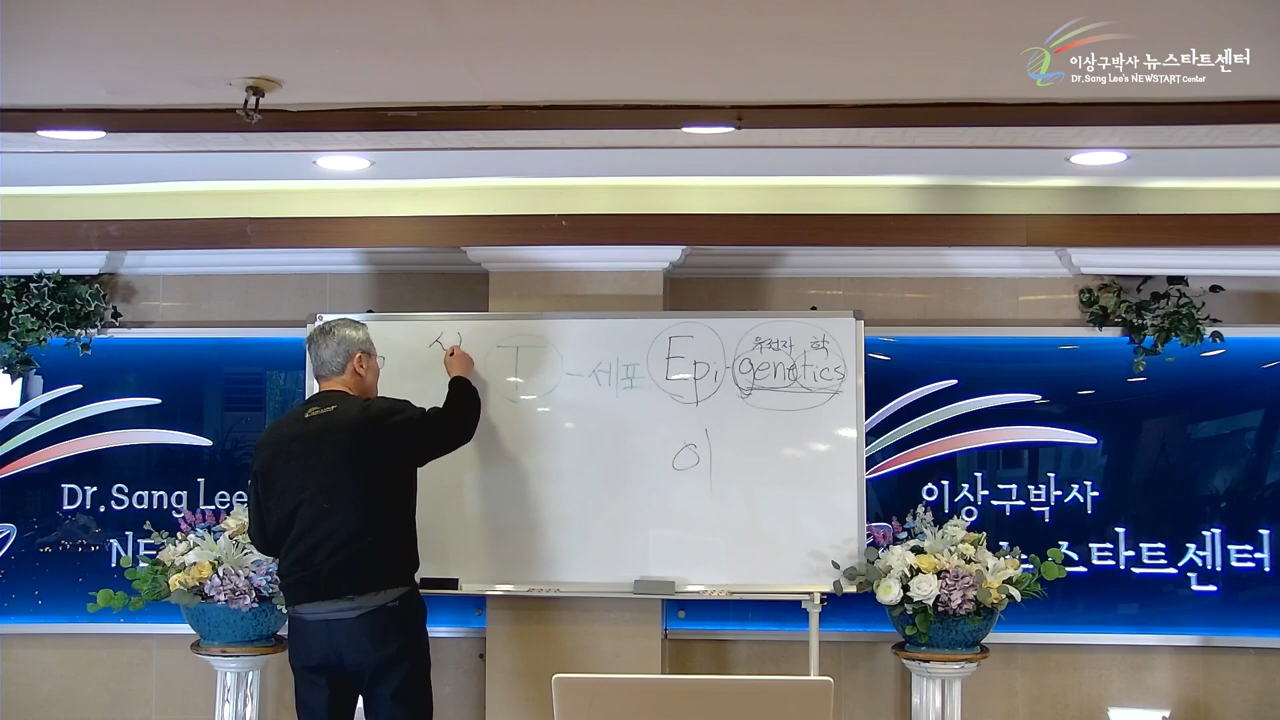 이상구박사 뉴스타트센터
Dr.Sang Lee's NEWSTART Center
T-세포 Epi-genetics
유전자 학
이
Dr.Sang Lee
NE
이상구박사
뉴스타트센터